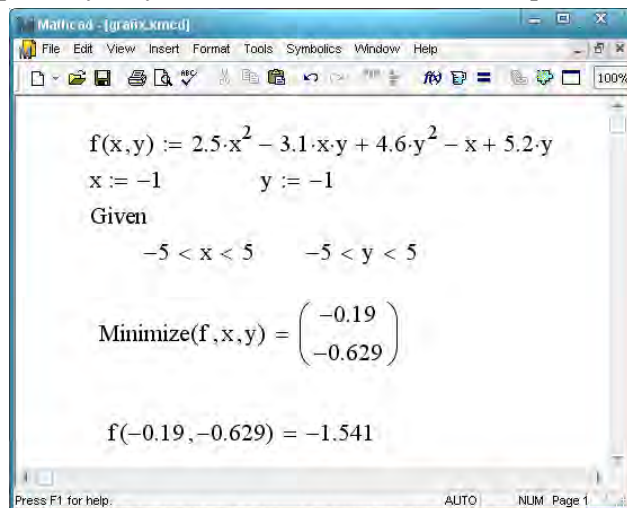 Mathcad - [grafix.xmcd]
File Edit View Insert Format Tools Symbolics Window Help
100%
f(x,y) := 2.5·x² − 3.1·x·y + 4.6·y² − x + 5.2·y
x := −1 y := −1
Given
−5 < x < 5 −5 < y < 5
Minimize(f,x,y) = (−0.19
−0.629)
f(−0.19,−0.629) = −1.541
Press F1 for help. AUTO NUM Page 1